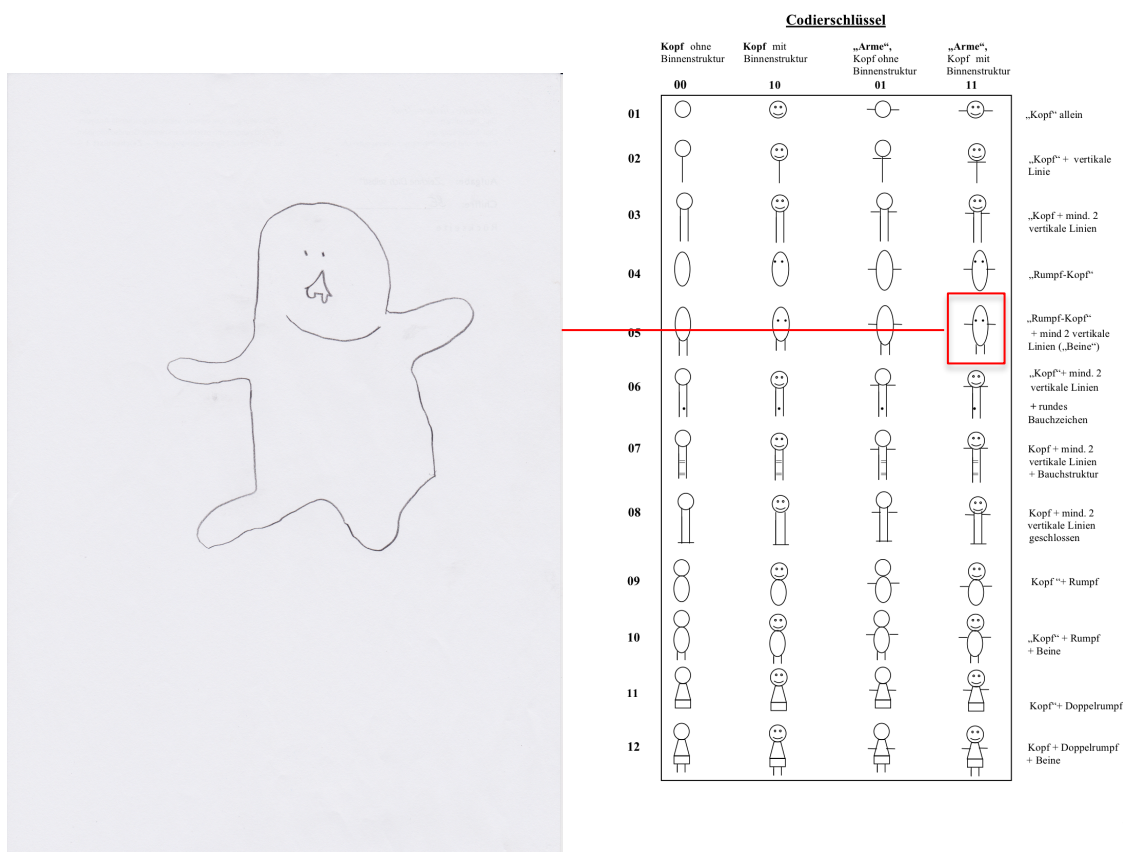 Codierschlüssel
Kopf ohne
Binnenstruktur
00
Kopf mit
Binnenstruktur
10
„Arme“,
Kopf ohne
Binnenstruktur
01
„Arme“,
Kopf mit
Binnenstruktur
11
01
„Kopf“ allein
02
„Kopf“ + vertikale
Linie
03
„Kopf + mind. 2
vertikale Linien
04
„Rumpf-Kopf“
05
„Rumpf-Kopf“
+ mind 2 vertikale
Linien („Beine“)
06
„Kopf“+ mind. 2
vertikale Linien
+ rundes
Bauchzeichen
07
Kopf + mind. 2
vertikale Linien
+ Bauchstruktur
08
Kopf + mind. 2
vertikale Linien
geschlossen
09
Kopf “+ Rumpf
10
„Kopf“ + Rumpf
+ Beine
11
Kopf“+ Doppelrumpf
12
Kopf + Doppelrumpf
+ Beine